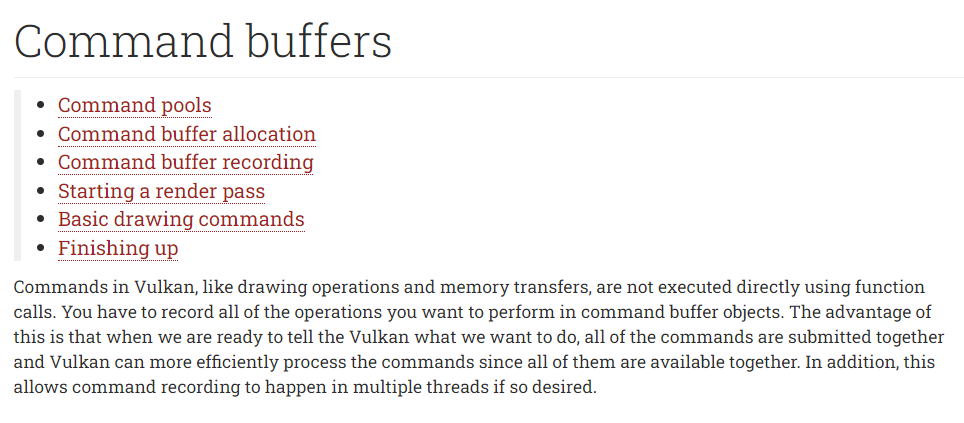 Command buffers
Command pools
Command buffer allocation
Command buffer recording
Starting a render pass
Basic drawing commands
Finishing up
Commands in Vulkan, like drawing operations and memory transfers, are not executed directly using function
calls. You have to record all of the operations you want to perform in command buffer objects. The advantage of
this is that when we are ready to tell the Vulkan what we want to do, all of the commands are submitted together
and Vulkan can more efficiently process the commands since all of them are available together. In addition, this
allows command recording to happen in multiple threads if so desired.